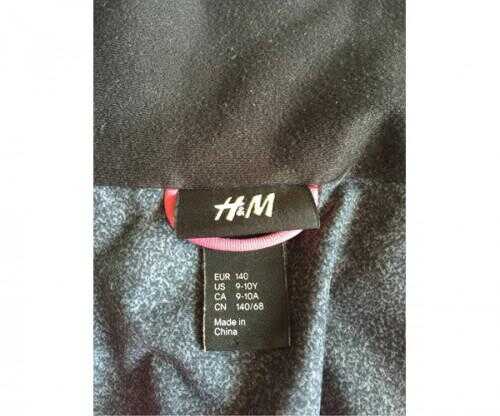 H&M
EUR 140
US 9-10Y
CA 9-10A
CN 140/68
Made in
China